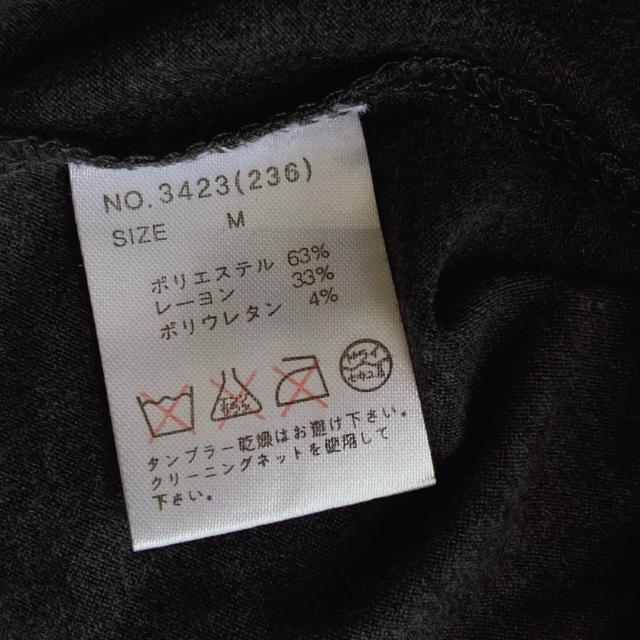 NO.3423(236)
SIZE M
ポリエステル 63%
レーヨン 33%
ポリウレタン 4%
タンブラー乾燥はお避け下さい。
クリーニングネットを使用して
下さい。